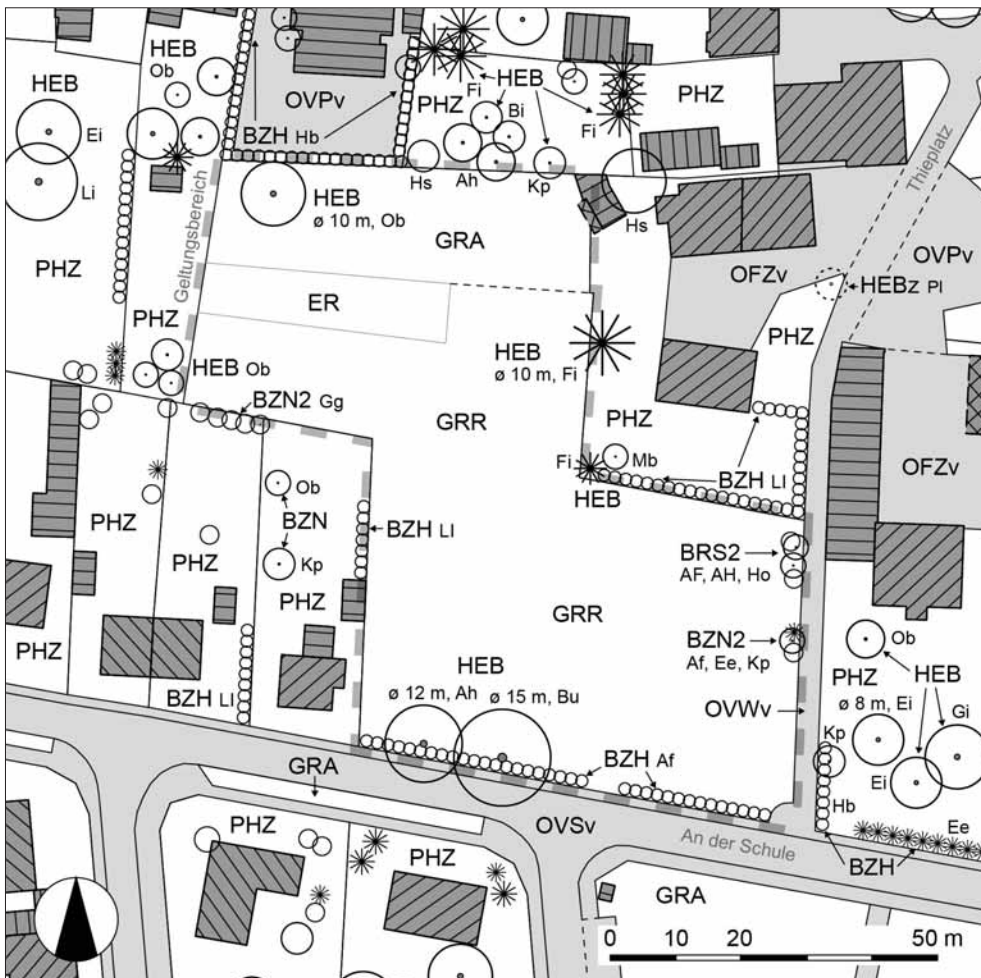 HEB
Ob
HEB
Ei
Li
PHZ
OVPv
BZH Hb
Fi
HEB
PHZ
Bi
Fi
PHZ
Hs
Ah
Kp
Hs
Thieplatz
HEB
ø 10 m, Ob
Geltungsbereich
GRA
ER
OFZv
OVPv
HEBz Pl
PHZ
PHZ
HEB Ob
HEB
ø 10 m, Fi
BZN2 Gg
GRR
PHZ
Fi
Mb
BZH LI
HEB
OFZv
Ob
BZN
Kp
BZH LI
PHZ
PHZ
PHZ
PHZ
BRS2
AF, AH, Ho
GRR
BZN2
Af, Ee, Kp
OVWv
Ob
PHZ
HEB
ø 8 m, Ei
Gi
Kp
Ei
Hb
Ee
BZH
BZH LI
HEB
ø 12 m, Ah
ø 15 m, Bu
BZH Af
GRA
OVSv
An der Schule
PHZ
PHZ
GRA
0 10 20 50 m